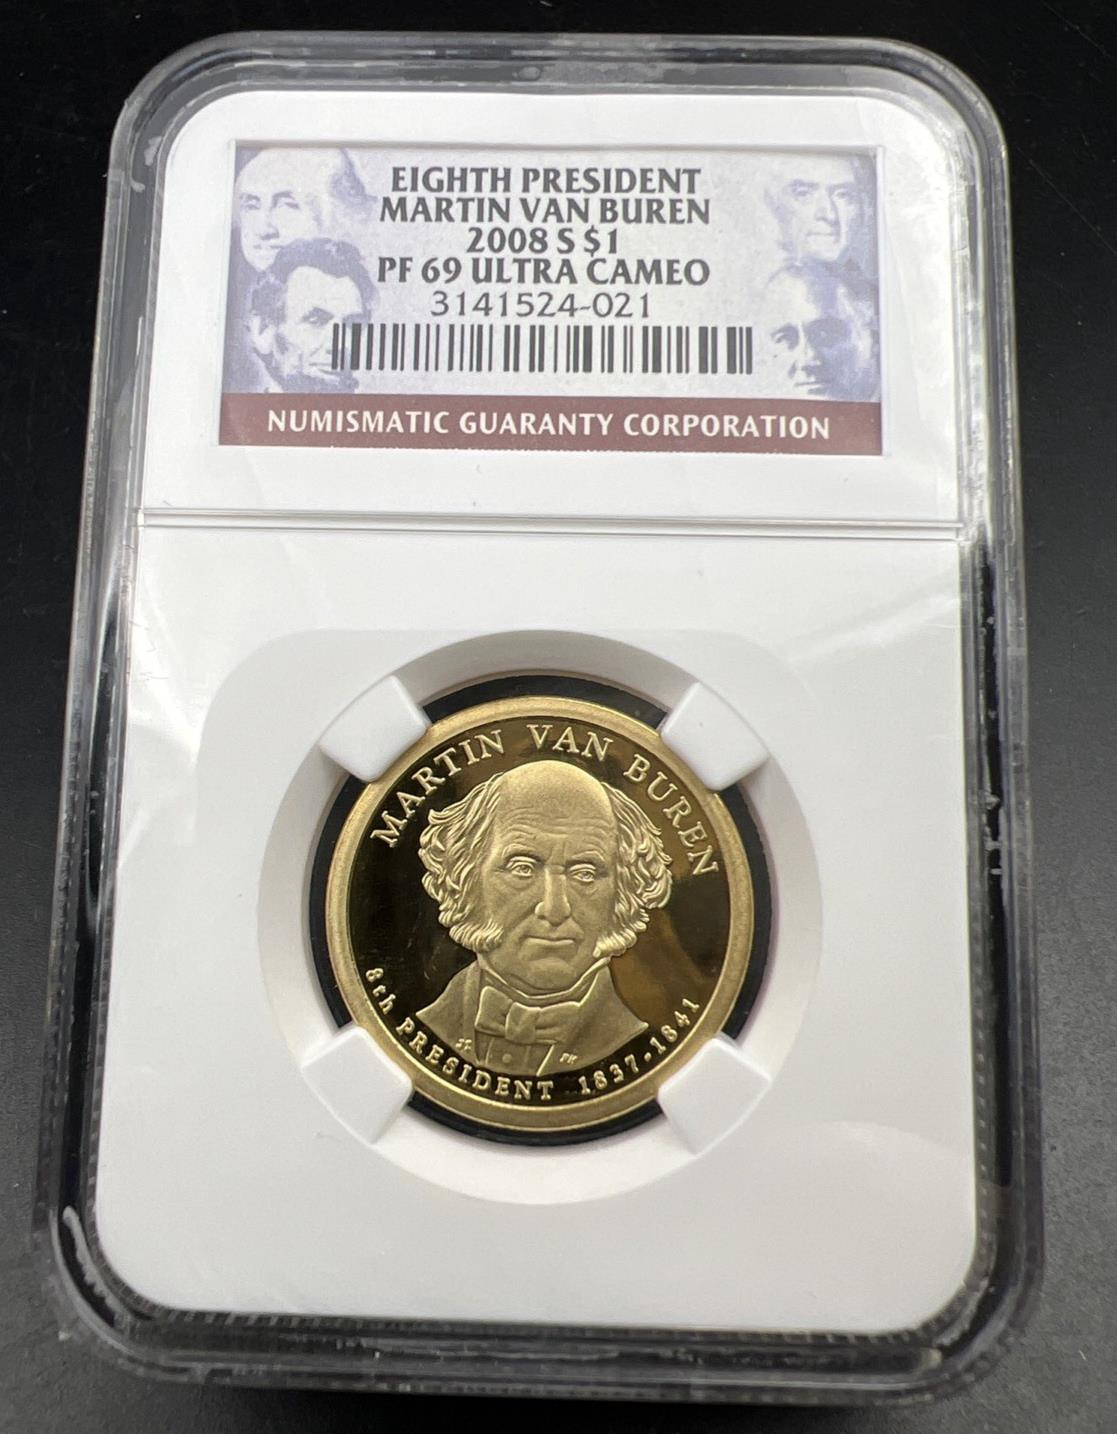 EIGHTH PRESIDENT
MARTIN VAN BUREN
2008 S $1
PF 69 ULTRA CAMEO
3141524-021
NUMISMATIC GUARANTY CORPORATION
MARTIN VAN BUREN
8th PRESIDENT 1837-1841